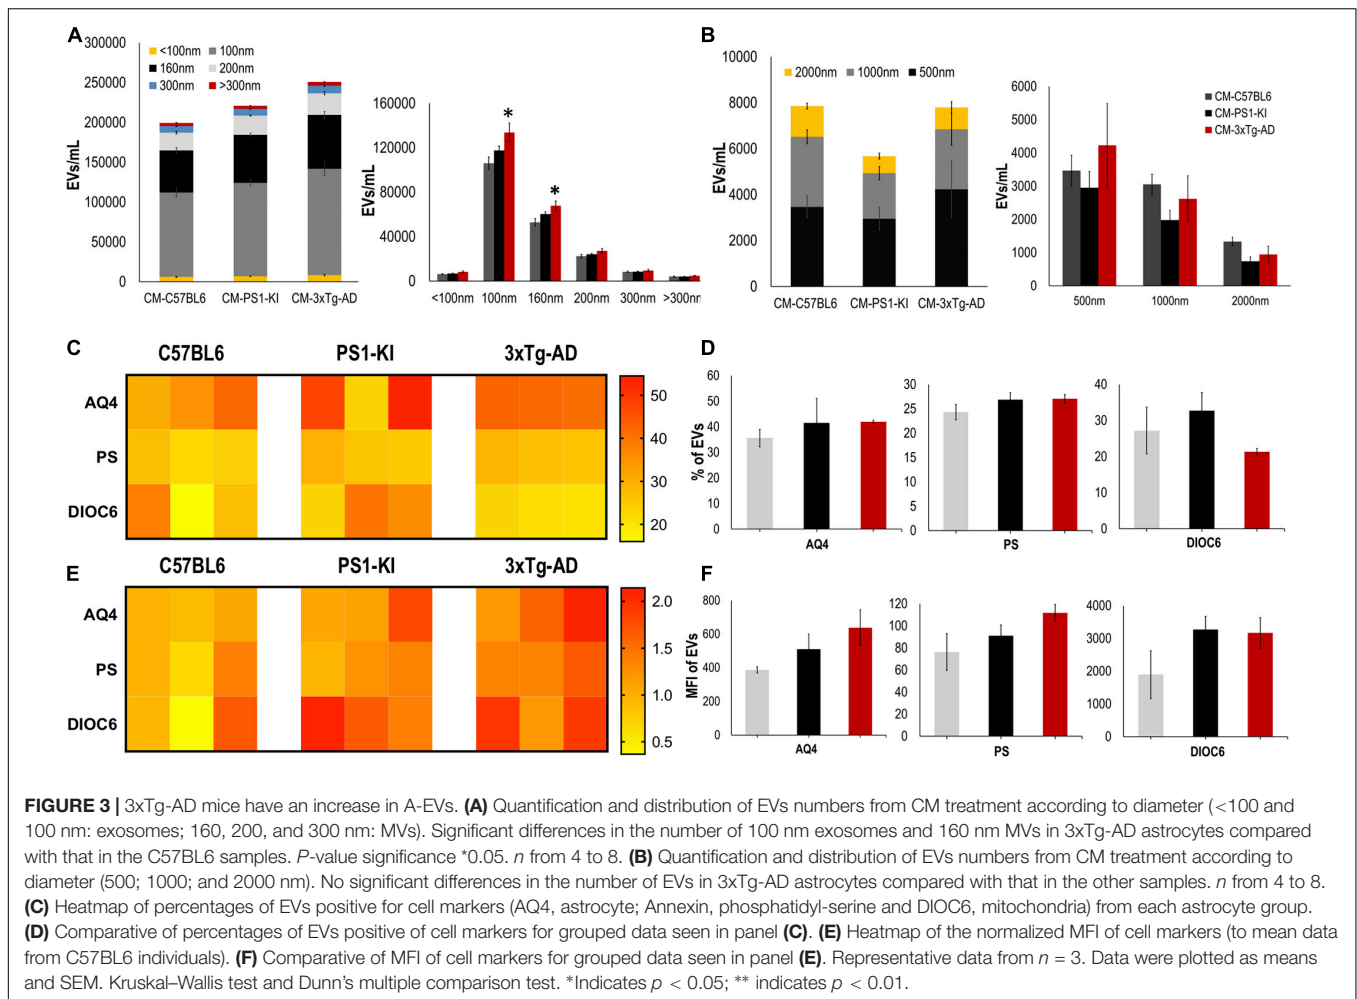 A
300000
250000
200000
150000
100000
50000
0
EVs/mL
<100nm 100nm
160nm 200nm
300nm >300nm
CM-C57BL6 CM-PS1-KI CM-3xTg-AD
160000
120000
80000
40000
0
EVs/mL
* *
<100nm 100nm 160nm 200nm 300nm >300nm
B
10000
8000
6000
4000
2000
0
EVs/mL
2000nm 1000nm 500nm
CM-C57BL6 CM-PS1-KI CM-3xTg-AD
6000
5000
4000
3000
2000
1000
0
EVs/mL
CM-C57BL6
CM-PS1-KI
CM-3xTg-AD
500nm 1000nm 2000nm
C
C57BL6 PS1-KI 3xTg-AD
AQ4
PS
DIOC6
50
40
30
20
D
60
50
40
30
20
10
0
% of EVs
AQ4
30
25
20
15
10
5
0
PS
40
30
20
10
0
DIOC6
E
C57BL6 PS1-KI 3xTg-AD
AQ4
PS
DIOC6
2.0
1.5
1.0
0.5
F
800
600
400
200
0
MFI of EVs
AQ4
120
100
80
60
40
20
0
PS
4000
3000
2000
1000
0
DIOC6
FIGURE 3 | 3xTg-AD mice have an increase in A-EVs. (A) Quantification and distribution of EVs numbers from CM treatment according to diameter (<100 and
100 nm: exosomes; 160, 200, and 300 nm: MVs). Significant differences in the number of 100 nm exosomes and 160 nm MVs in 3xTg-AD astrocytes compared
with that in the C57BL6 samples. P-value significance *0.05. n from 4 to 8. (B) Quantification and distribution of EVs numbers from CM treatment according to
diameter (500; 1000; and 2000 nm). No significant differences in the number of EVs in 3xTg-AD astrocytes compared with that in the other samples. n from 4 to 8.
(C) Heatmap of percentages of EVs positive for cell markers (AQ4, astrocyte; Annexin, phosphatidyl-serine and DIOC6, mitochondria) from each astrocyte group.
(D) Comparative of percentages of EVs positive of cell markers for grouped data seen in panel (C). (E) Heatmap of the normalized MFI of cell markers (to mean data
from C57BL6 individuals). (F) Comparative of MFI of cell markers for grouped data seen in panel (E). Representative data from n = 3. Data were plotted as means
and SEM. Kruskal–Wallis test and Dunn's multiple comparison test. *Indicates p < 0.05; ** indicates p < 0.01.